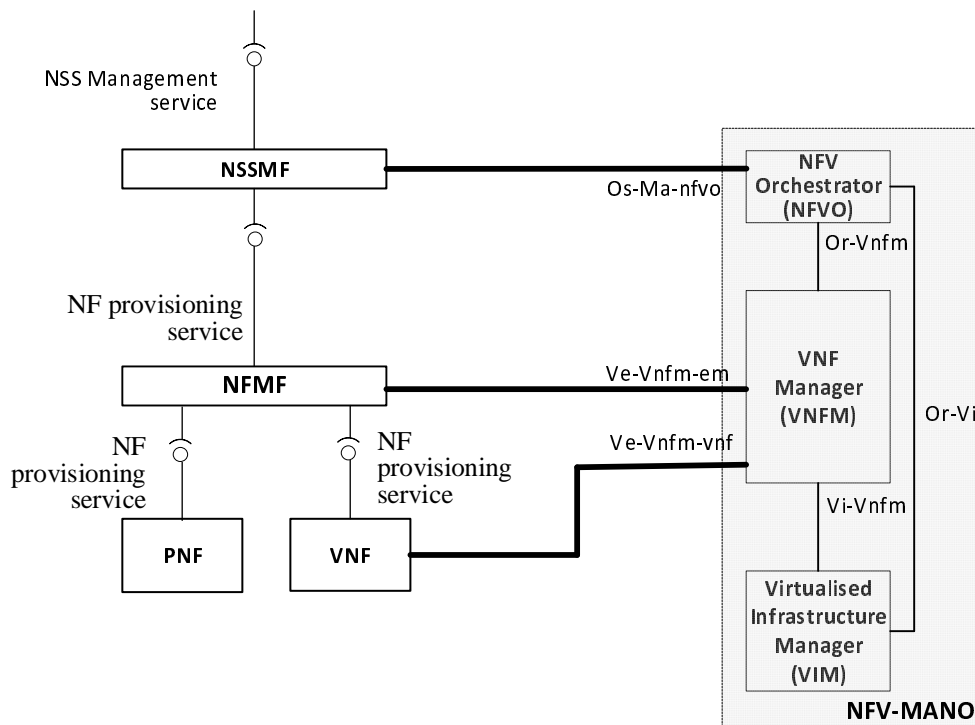 NSS Management
service
NSSMF
NFV
Orchestrator
(NFVO)
Os-Ma-nfvo
Or-Vnfm
NF provisioning
service
NFMF
Ve-Vnfm-em
VNF
Manager
(VNFM)
Or-Vi
Ve-Vnfm-vnf
NF
provisioning
service
NF
provisioning
service
Vi-Vnfm
PNF
VNF
Virtualised
Infrastructure
Manager
(VIM)
NFV-MANO